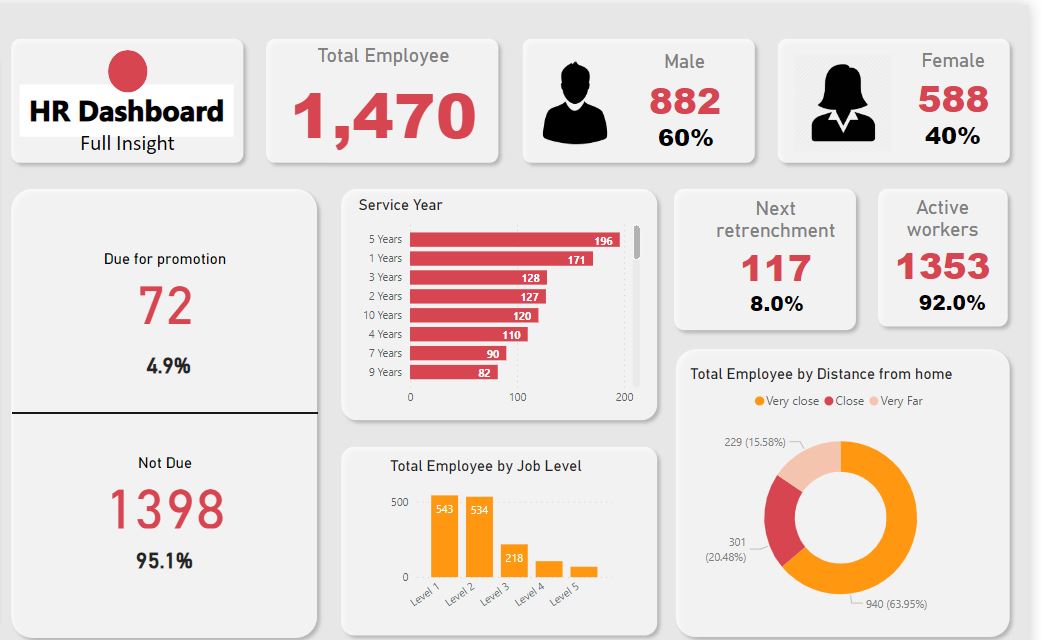 HR Dashboard
Full Insight
Total Employee
1,470
Male
882
60%
Female
588
40%
Due for promotion
72
4.9%
Not Due
1398
95.1%
Service Year
5 Years 196
1 Years 171
3 Years 128
2 Years 127
10 Years 120
4 Years 110
7 Years 90
9 Years 82
0 100 200
Total Employee by Job Level
500
0
543 534 218
Level 1 Level 2 Level 3 Level 4 Level 5
Next
retrenchment
117
8.0%
Active
workers
1353
92.0%
Total Employee by Distance from home
Very close Close Very Far
229 (15.58%)
301
(20.48%)
940 (63.95%)